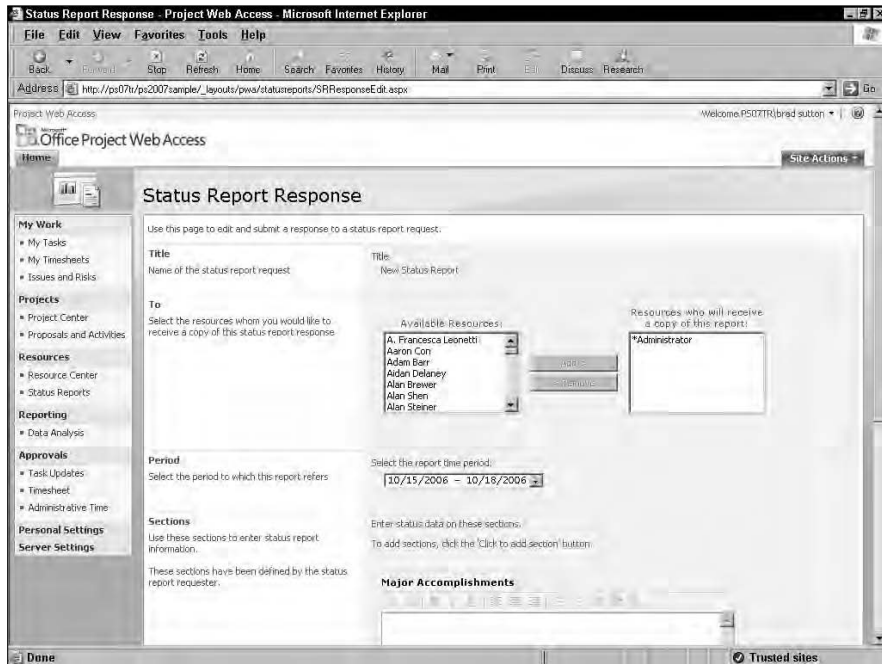 Status Report Response - Project Web Access - Microsoft Internet Explorer
File Edit View Favorites Tools Help
Back Forward Stop Refresh Home Search Favorites History Mail Print Edit Discuss Research
Address http://ps07tr/ps2007sample/_layouts/pwa/statusreports/SRResponseEdit.aspx Go
Project Web Access Welcome PS07TR\brad sutton
Microsoft
Office Project Web Access
Home Site Actions
Status Report Response
My Work
My Tasks
My Timesheets
Issues and Risks
Projects
Project Center
Proposals and Activities
Resources
Resource Center
Status Reports
Reporting
Data Analysis
Approvals
Task Updates
Timesheet
Administrative Time
Personal Settings
Server Settings
Use this page to edit and submit a response to a status report request.
Title
Name of the status report request
Title
New Status Report
To
Select the resources whom you would like to
receive a copy of this status report response
Available Resources:
A. Francesca Leonetti
Aaron Con
Adam Barr
Aidan Delaney
Alan Brewer
Alan Shen
Alan Steiner
Add >
Remove
Resources who will receive
a copy of this report:
*Administrator
Period
Select the period to which this report refers
Select the report time period.
10/15/2006 - 10/18/2006
Sections
Use these sections to enter status report
information.
These sections have been defined by the status
report requester.
Enter status data on these sections.
To add sections, click the 'Click to add section' button.
Major Accomplishments
Done Trusted sites